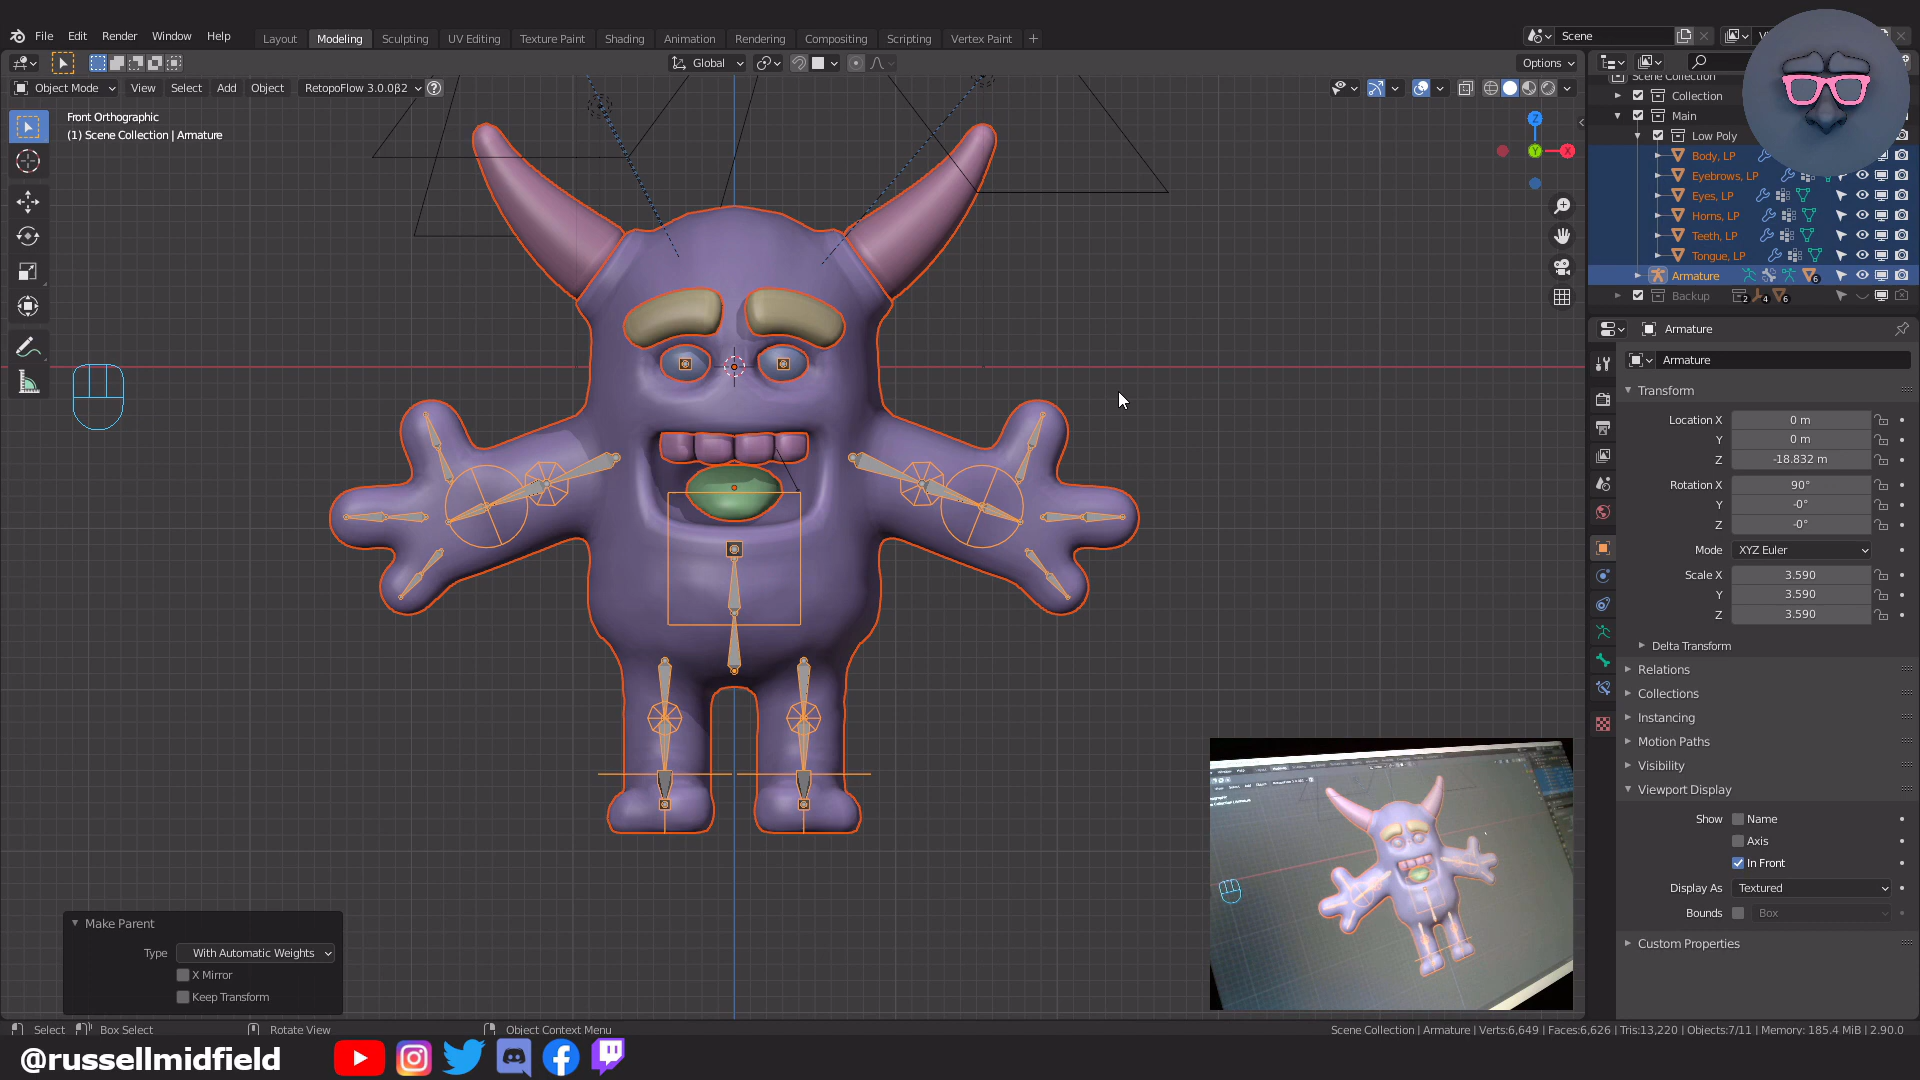 File Edit Render Window Help
Layout Modeling Sculpting UV Editing Texture Paint Shading Animation Rendering Compositing Scripting Vertex Paint +
Scene
Global
Options
Object Mode View Select Add Object RetopoFlow 3.0.0β2 ?
Front Orthographic
(1) Scene Collection | Armature
Z
Y
X
Scene Collection
Collection
Main
Low Poly
Body, LP
Eyebrows, LP
Eyes, LP
Horns, LP
Teeth, LP
Tongue, LP
Armature 6
Backup 2 4 6
Armature
Armature
Transform
Location X 0 m
Y 0 m
Z -18.832 m
Rotation X 90°
Y -0°
Z -0°
Mode XYZ Euler
Scale X 3.590
Y 3.590
Z 3.590
Delta Transform
Relations
Collections
Instancing
Motion Paths
Visibility
Viewport Display
Show Name
Axis
In Front
Display As Textured
Bounds Box
Custom Properties
Make Parent
Type With Automatic Weights
X Mirror
Keep Transform
Select Box Select Rotate View Object Context Menu
Scene Collection | Armature | Verts:6,649 | Faces:6,626 | Tris:13,220 | Objects:7/11 | Memory: 185.4 MiB | 2.90.0
@russellmidfield